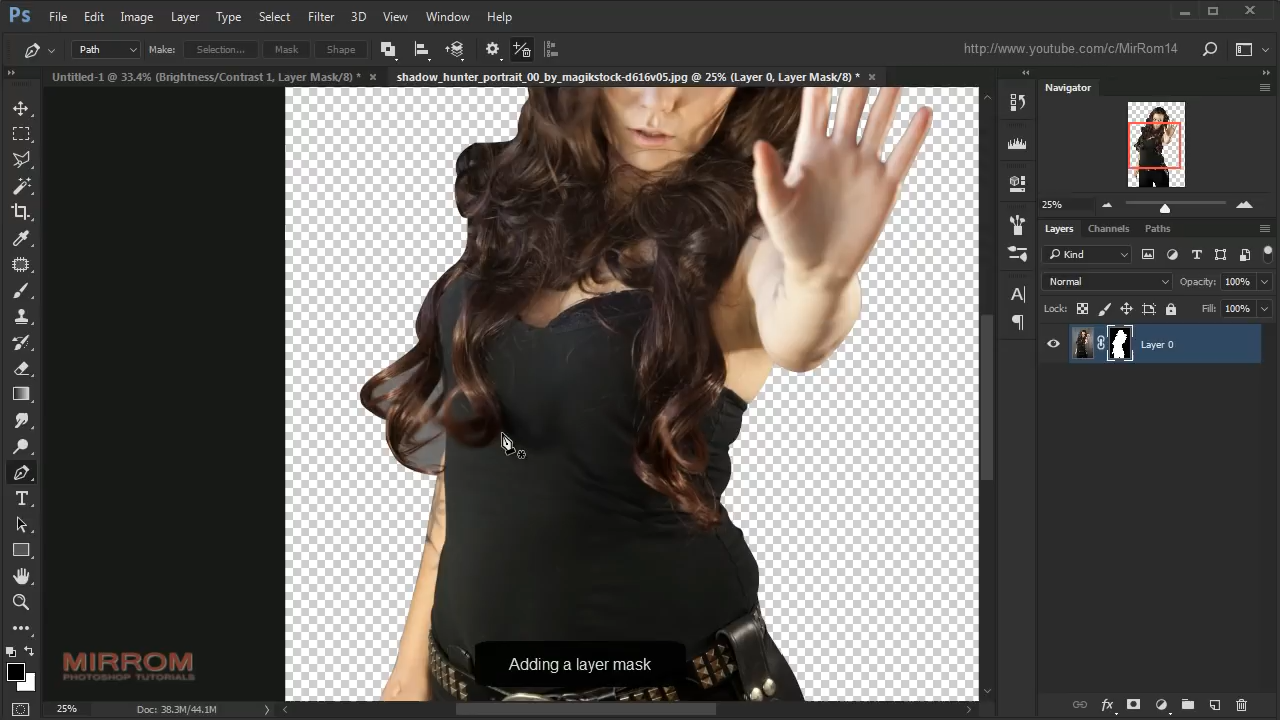 Ps File Edit Image Layer Type Select Filter 3D View Window Help
Path Make: Selection... Mask Shape http://www.youtube.com/c/MirRom14
Untitled-1 @ 33.4% (Brightness/Contrast 1, Layer Mask/8) * × shadow_hunter_portrait_00_by_magikstock-d616v05.jpg @ 25% (Layer 0, Layer Mask/8) * ×
Navigator
25%
Layers Channels Paths
Kind
Normal Opacity: 100%
Lock: Fill: 100%
Layer 0
Adding a layer mask
MIRROM
PHOTOSHOP TUTORIALS
25% Doc: 38.3M/44.1M